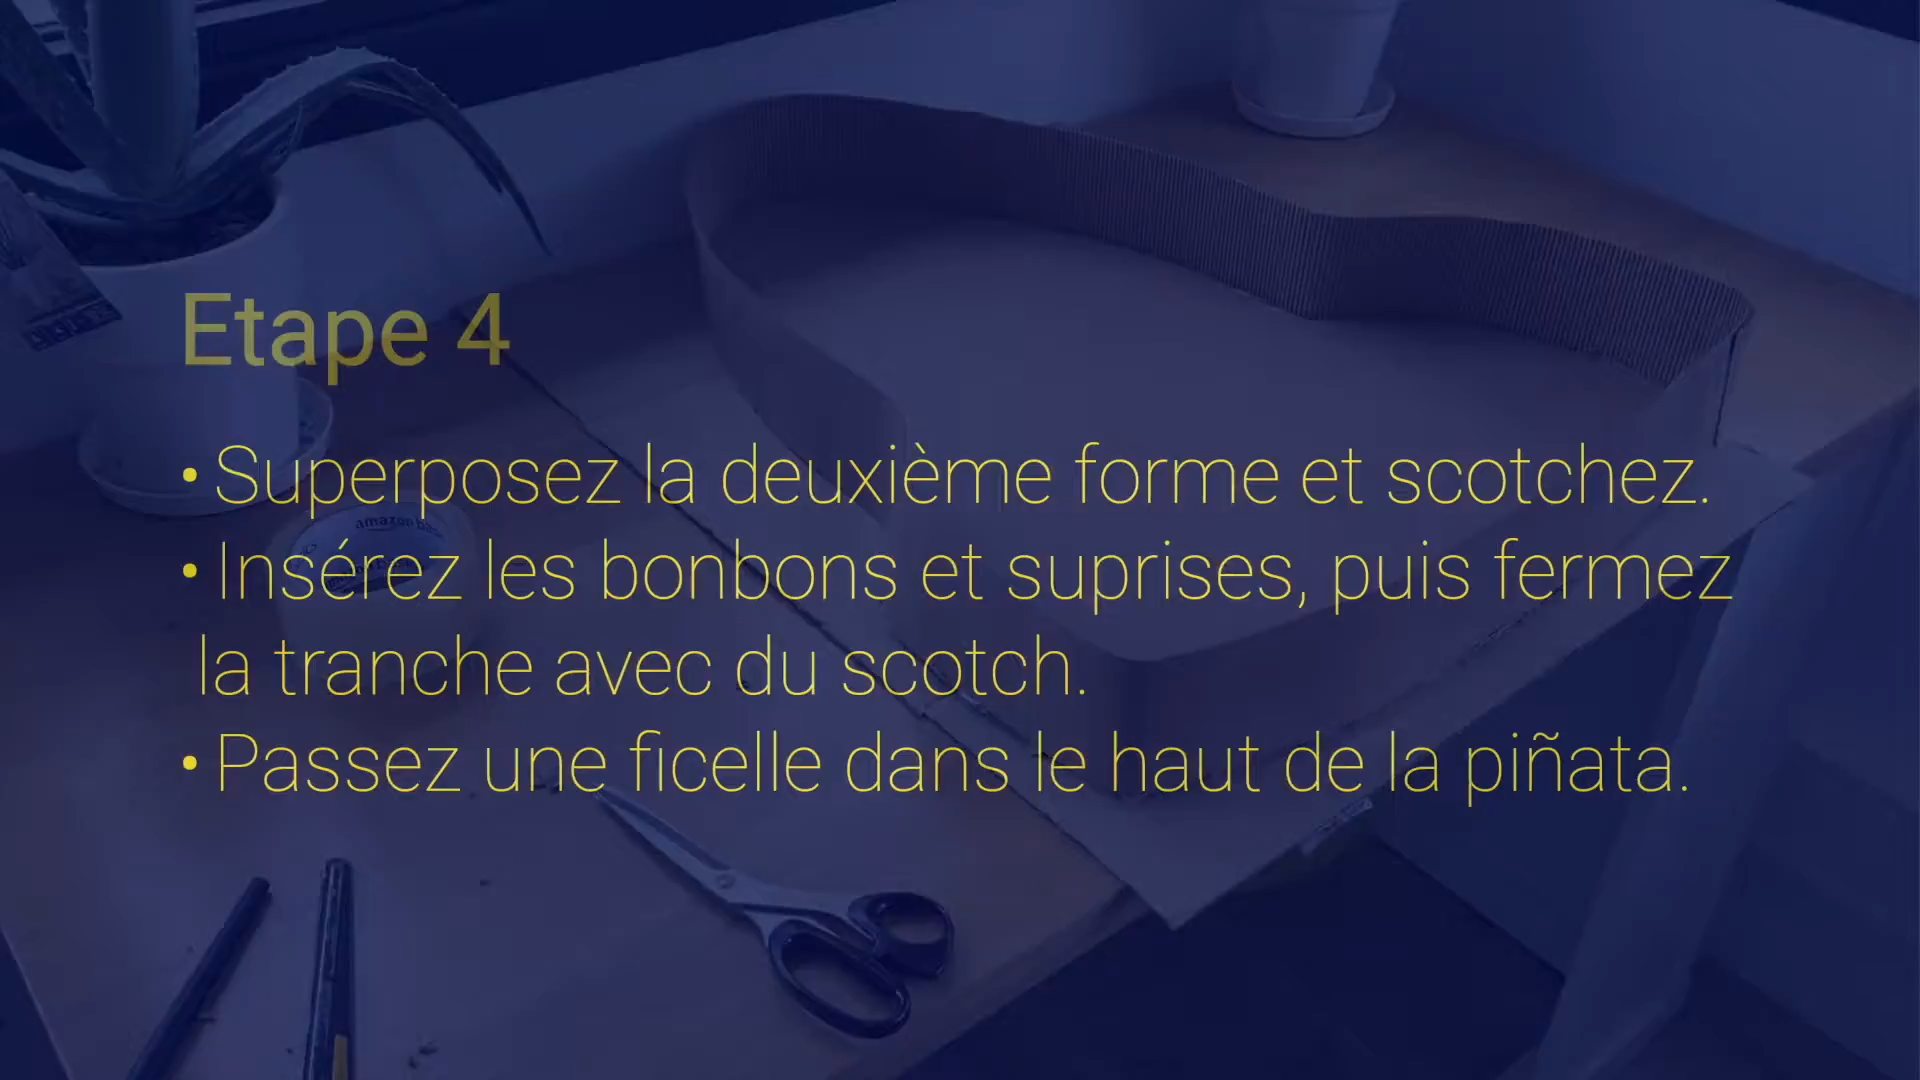 Etape 4
• Superposez la deuxième forme et scotchez.
• Insérez les bonbons et suprises, puis fermez
la tranche avec du scotch.
• Passez une ficelle dans le haut de la piñata.
amazon